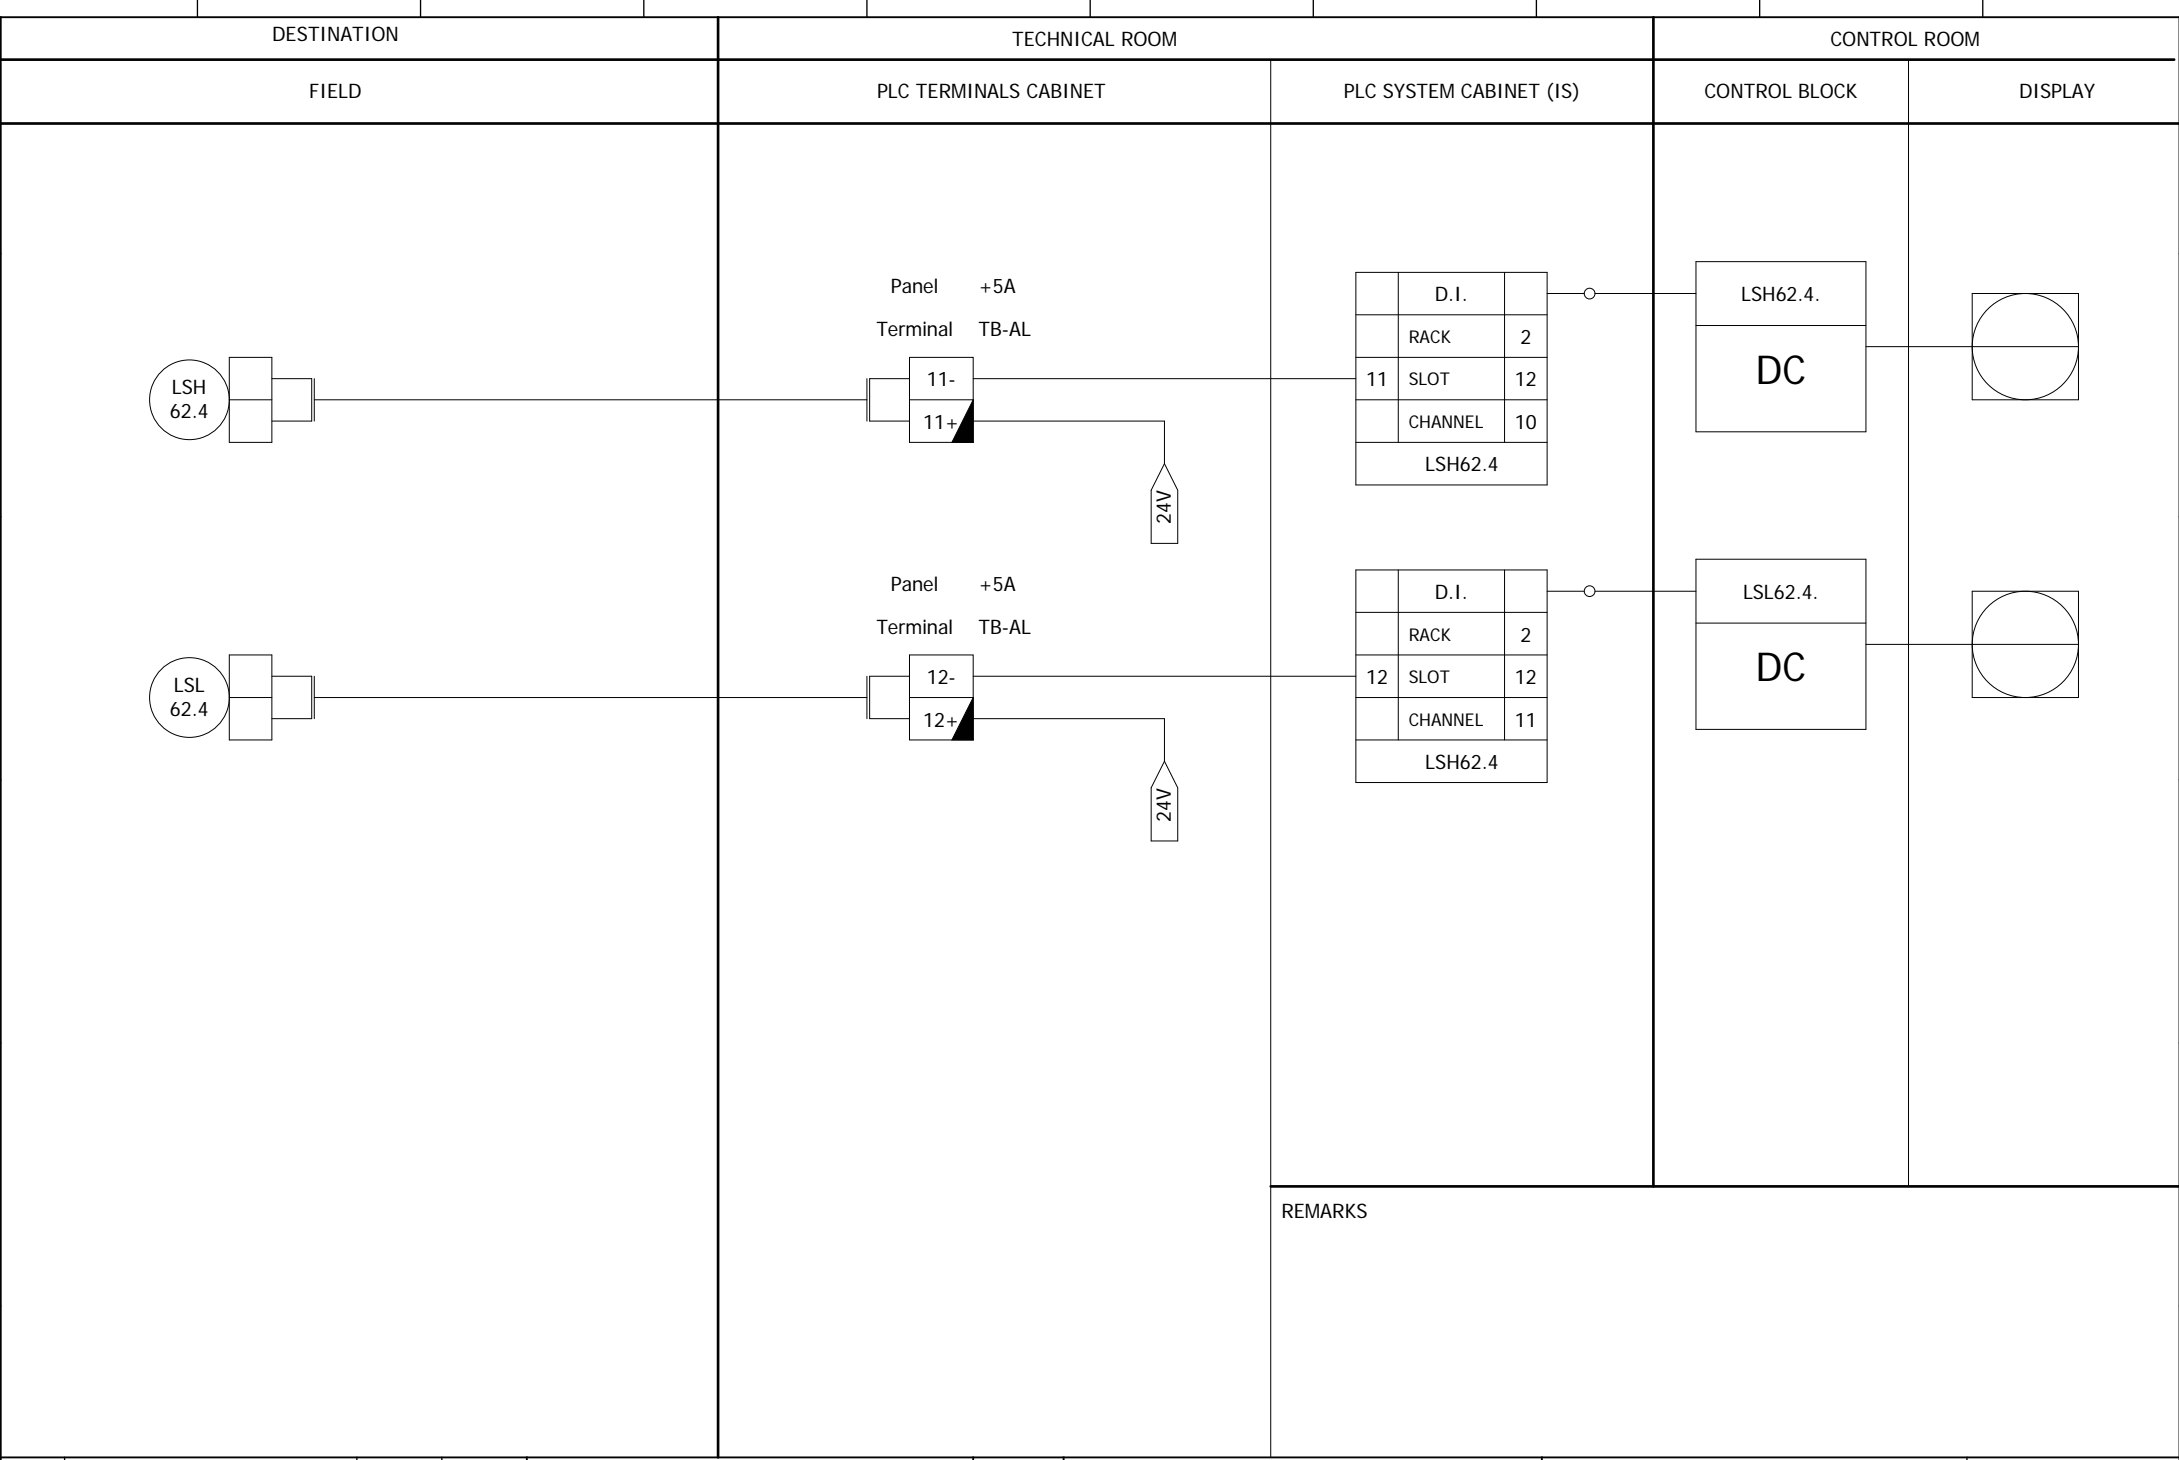 DESTINATION
TECHNICAL ROOM
CONTROL ROOM
FIELD
PLC TERMINALS CABINET
PLC SYSTEM CABINET (IS)
CONTROL BLOCK
DISPLAY
LSH
62.4
Panel +5A
Terminal TB-AL
11-
11+
24V
D.I.
RACK 2
11 SLOT 12
CHANNEL 10
LSH62.4
LSH62.4.
DC
LSL
62.4
Panel +5A
Terminal TB-AL
12-
12+
24V
D.I.
RACK 2
12 SLOT 12
CHANNEL 11
LSH62.4
LSL62.4.
DC
REMARKS